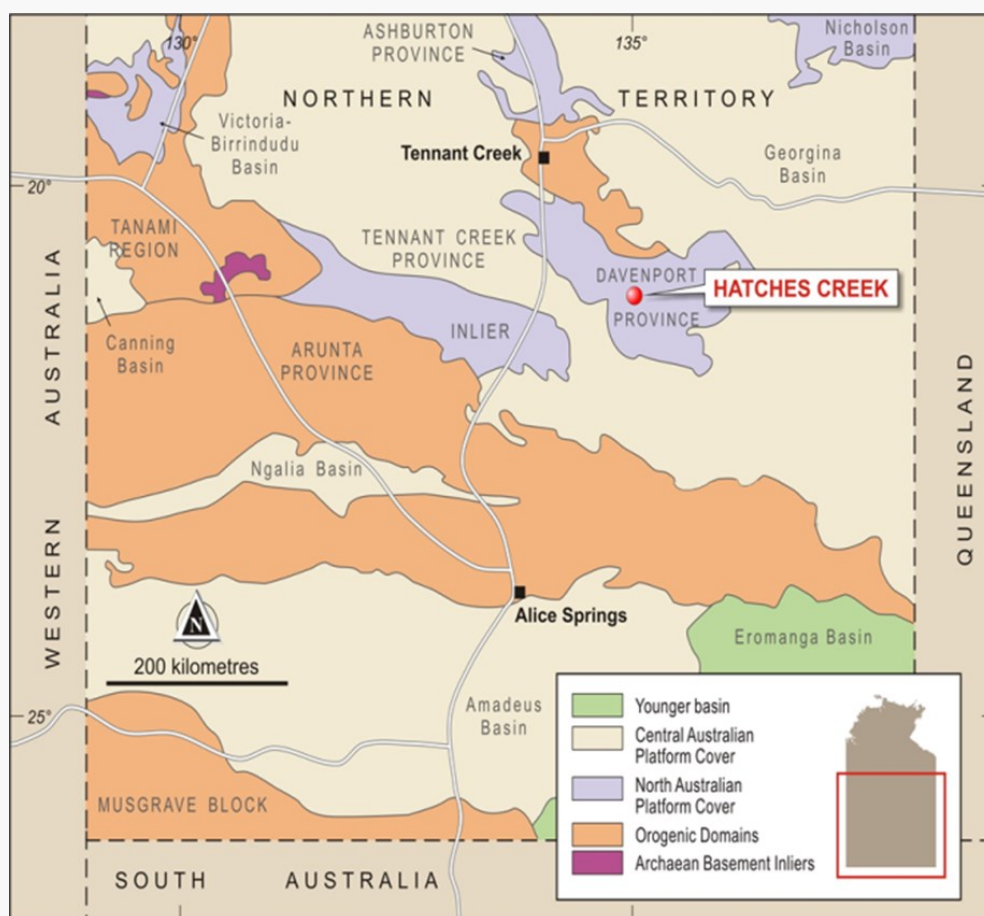 130°
ASHBURTON
PROVINCE
135°
Nicholson
Basin
NORTHERN
TERRITORY
Victoria-
Birrindudu
Basin
Tennant Creek
Georgina
Basin
20°
TANAMI
REGION
TENNANT CREEK
PROVINCE
DAVENPORT
PROVINCE
HATCHES CREEK
Canning
Basin
ARUNTA
PROVINCE
INLIER
WESTERN AUSTRALIA
QUEENSLAND
Ngalia Basin
Alice Springs
N
200 kilometres
Eromanga Basin
25°
Amadeus
Basin
MUSGRAVE BLOCK
SOUTH AUSTRALIA
Younger basin
Central Australian
Platform Cover
North Australian
Platform Cover
Orogenic Domains
Archaean Basement Inliers